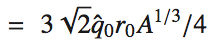 = 3 √2 q̂₀r₀A^{1/3}/4